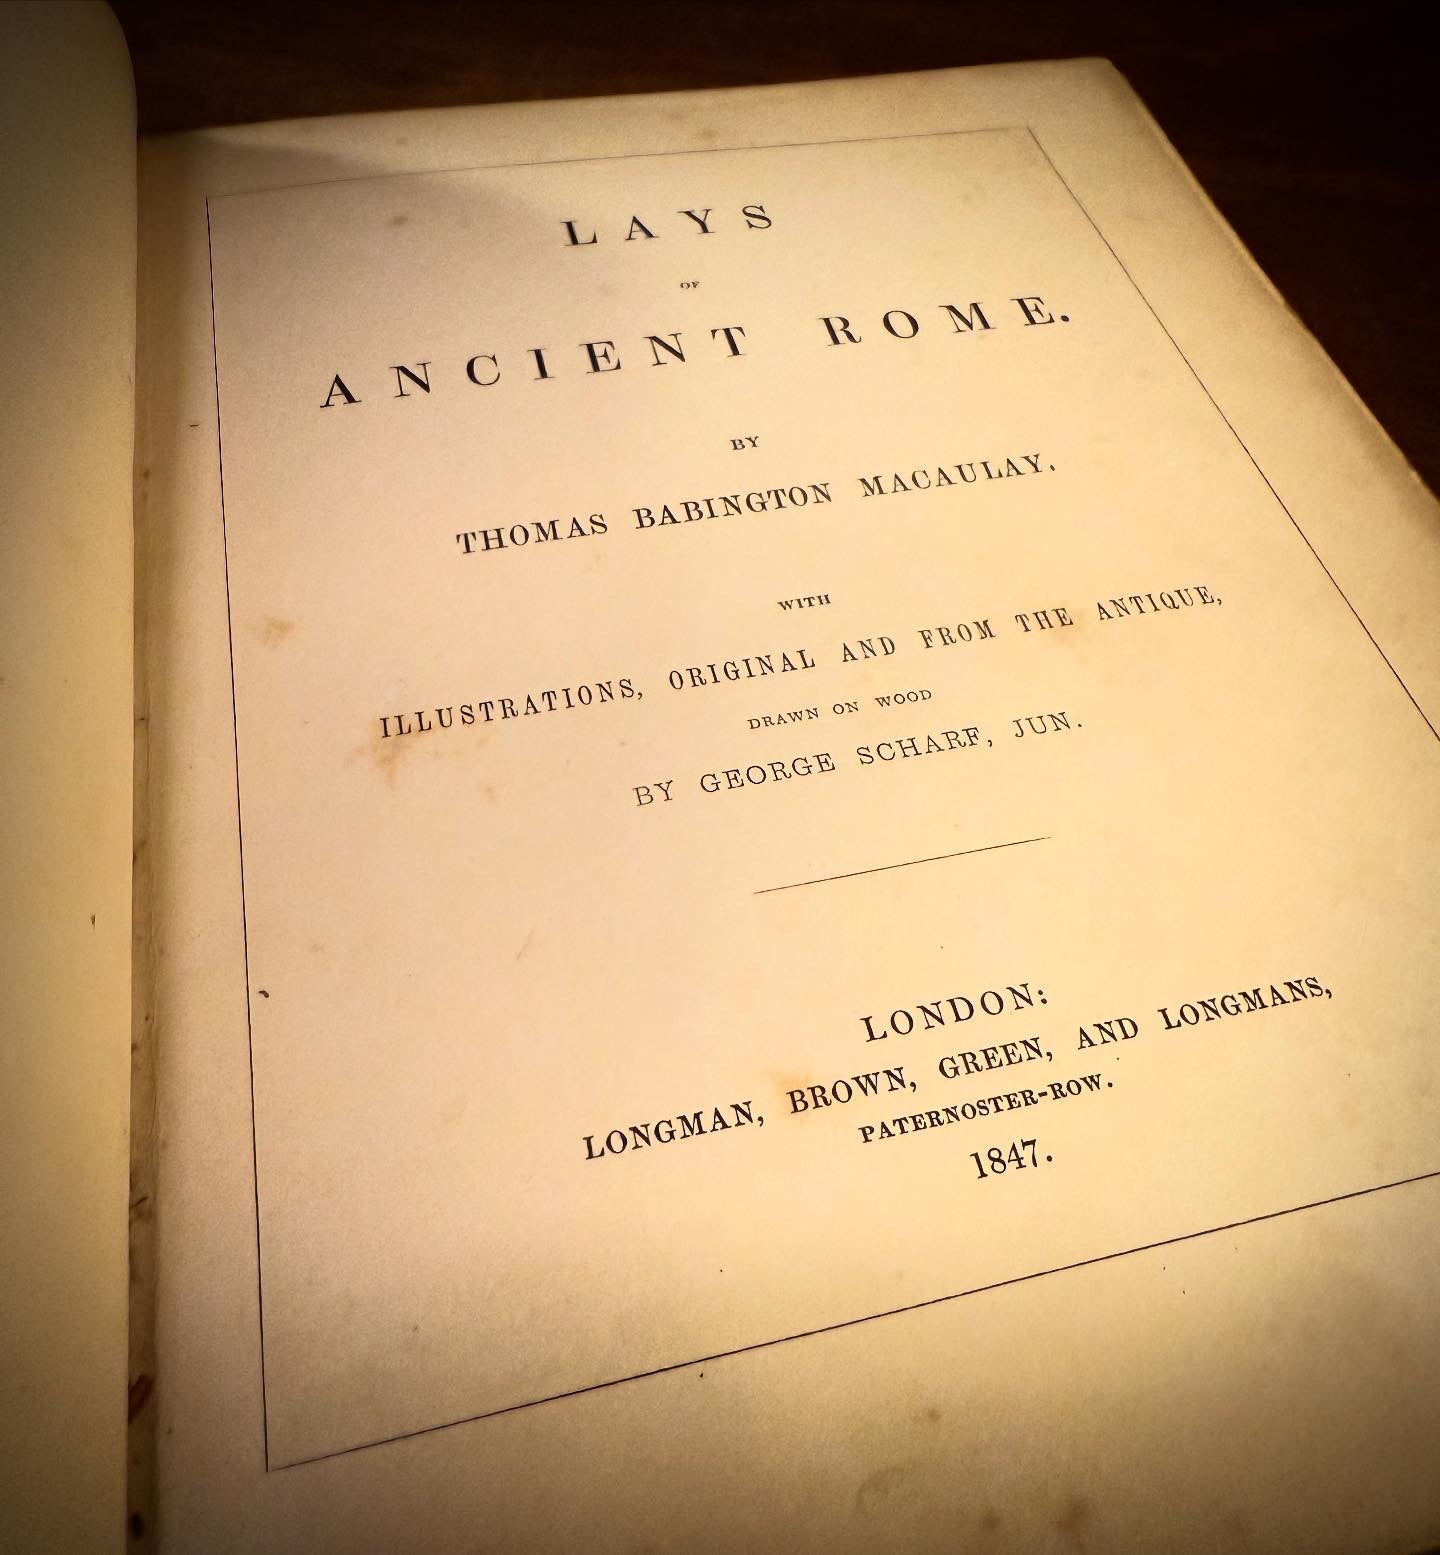 LAYS
OF
ANCIENT ROME.
BY
THOMAS BABINGTON MACAULAY.
WITH
ILLUSTRATIONS, ORIGINAL AND FROM THE ANTIQUE,
DRAWN ON WOOD
BY GEORGE SCHARF, JUN.
LONDON:
LONGMAN, BROWN, GREEN, AND LONGMANS,
PATERNOSTER-ROW.
1847.